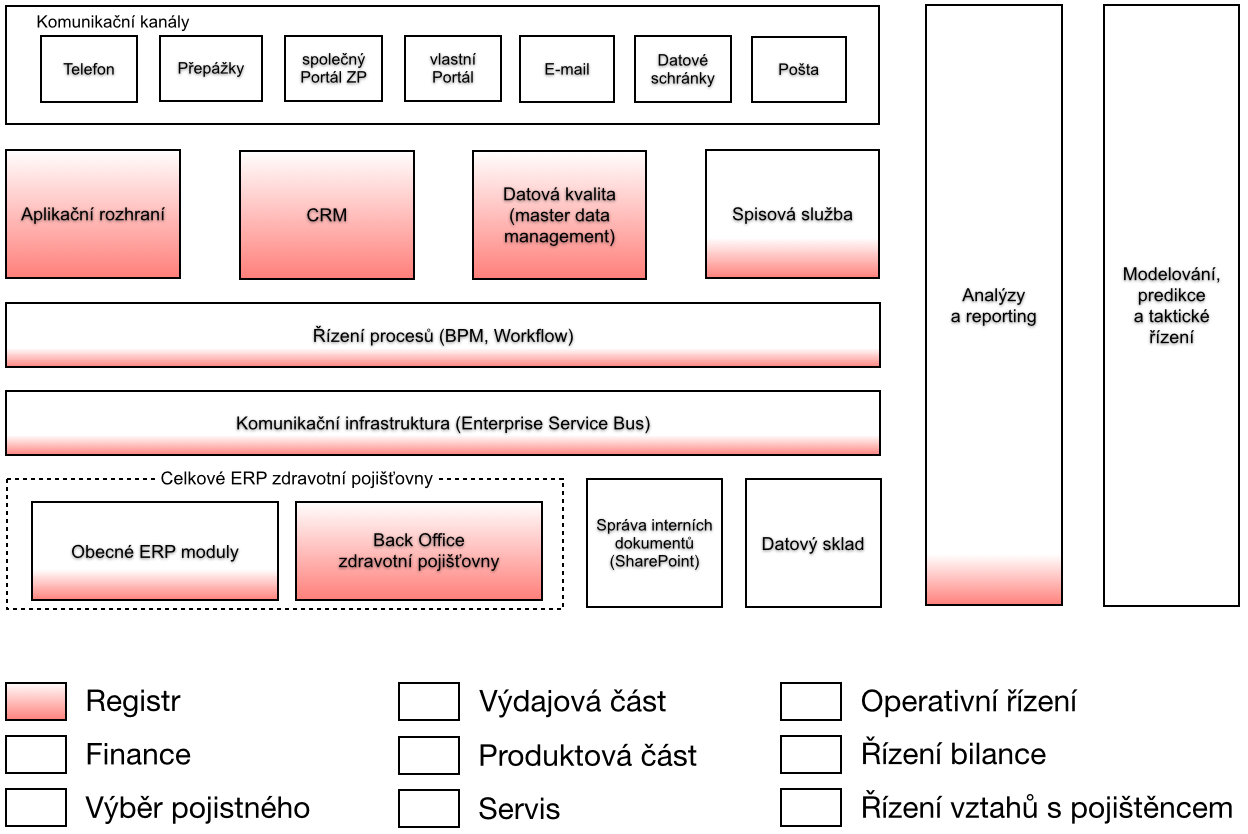 Komunikační kanály
Telefon
Přepážky
společný
Portál ZP
vlastní
Portál
E-mail
Datové
schránky
Pošta
Aplikační rozhraní
CRM
Datová kvalita
(master data
management)
Spisová služba
Řízení procesů (BPM, Workflow)
Komunikační infrastruktura (Enterprise Service Bus)
Celkové ERP zdravotní pojišťovny
Obecné ERP moduly
Back Office
zdravotní pojišťovny
Správa interních
dokumentů
(SharePoint)
Datový sklad
Analýzy
a reporting
Modelování,
predikce
a taktické
řízení
Registr
Finance
Výběr pojistného
Výdajová část
Produktová část
Servis
Operativní řízení
Řízení bilance
Řízení vztahů s pojištěncem